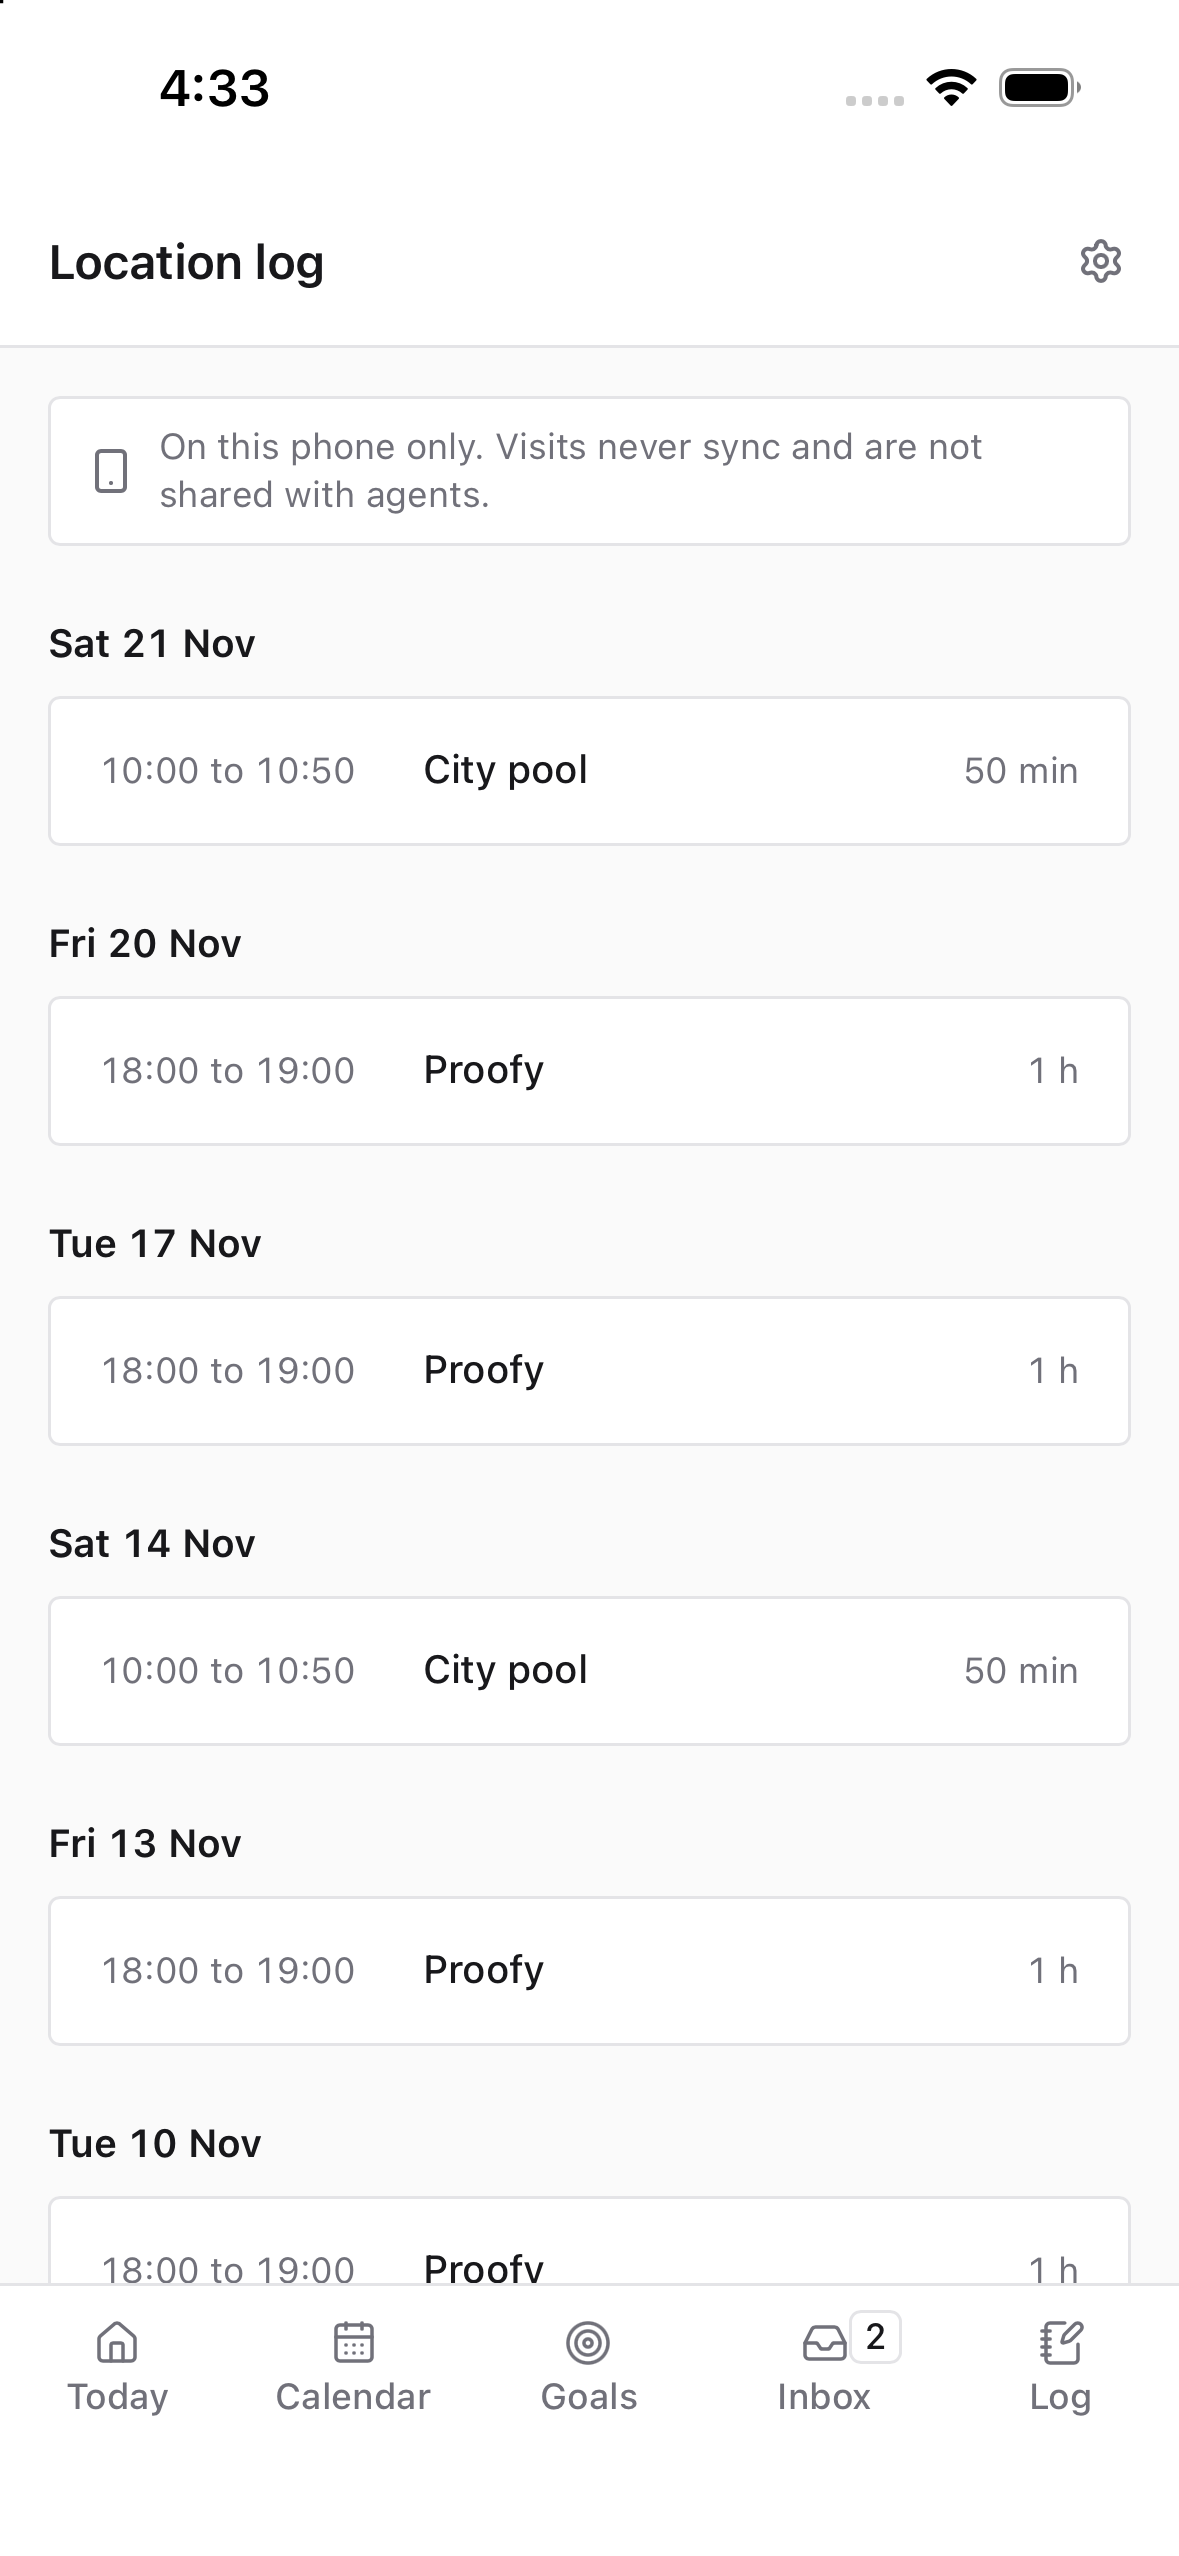 4:33
Location log
On this phone only. Visits never sync and are not
shared with agents.
Sat 21 Nov
10:00 to 10:50 City pool 50 min
Fri 20 Nov
18:00 to 19:00 Proofy 1 h
Tue 17 Nov
18:00 to 19:00 Proofy 1 h
Sat 14 Nov
10:00 to 10:50 City pool 50 min
Fri 13 Nov
18:00 to 19:00 Proofy 1 h
Tue 10 Nov
18:00 to 19:00 Proofy 1 h
2
Today Calendar Goals Inbox Log